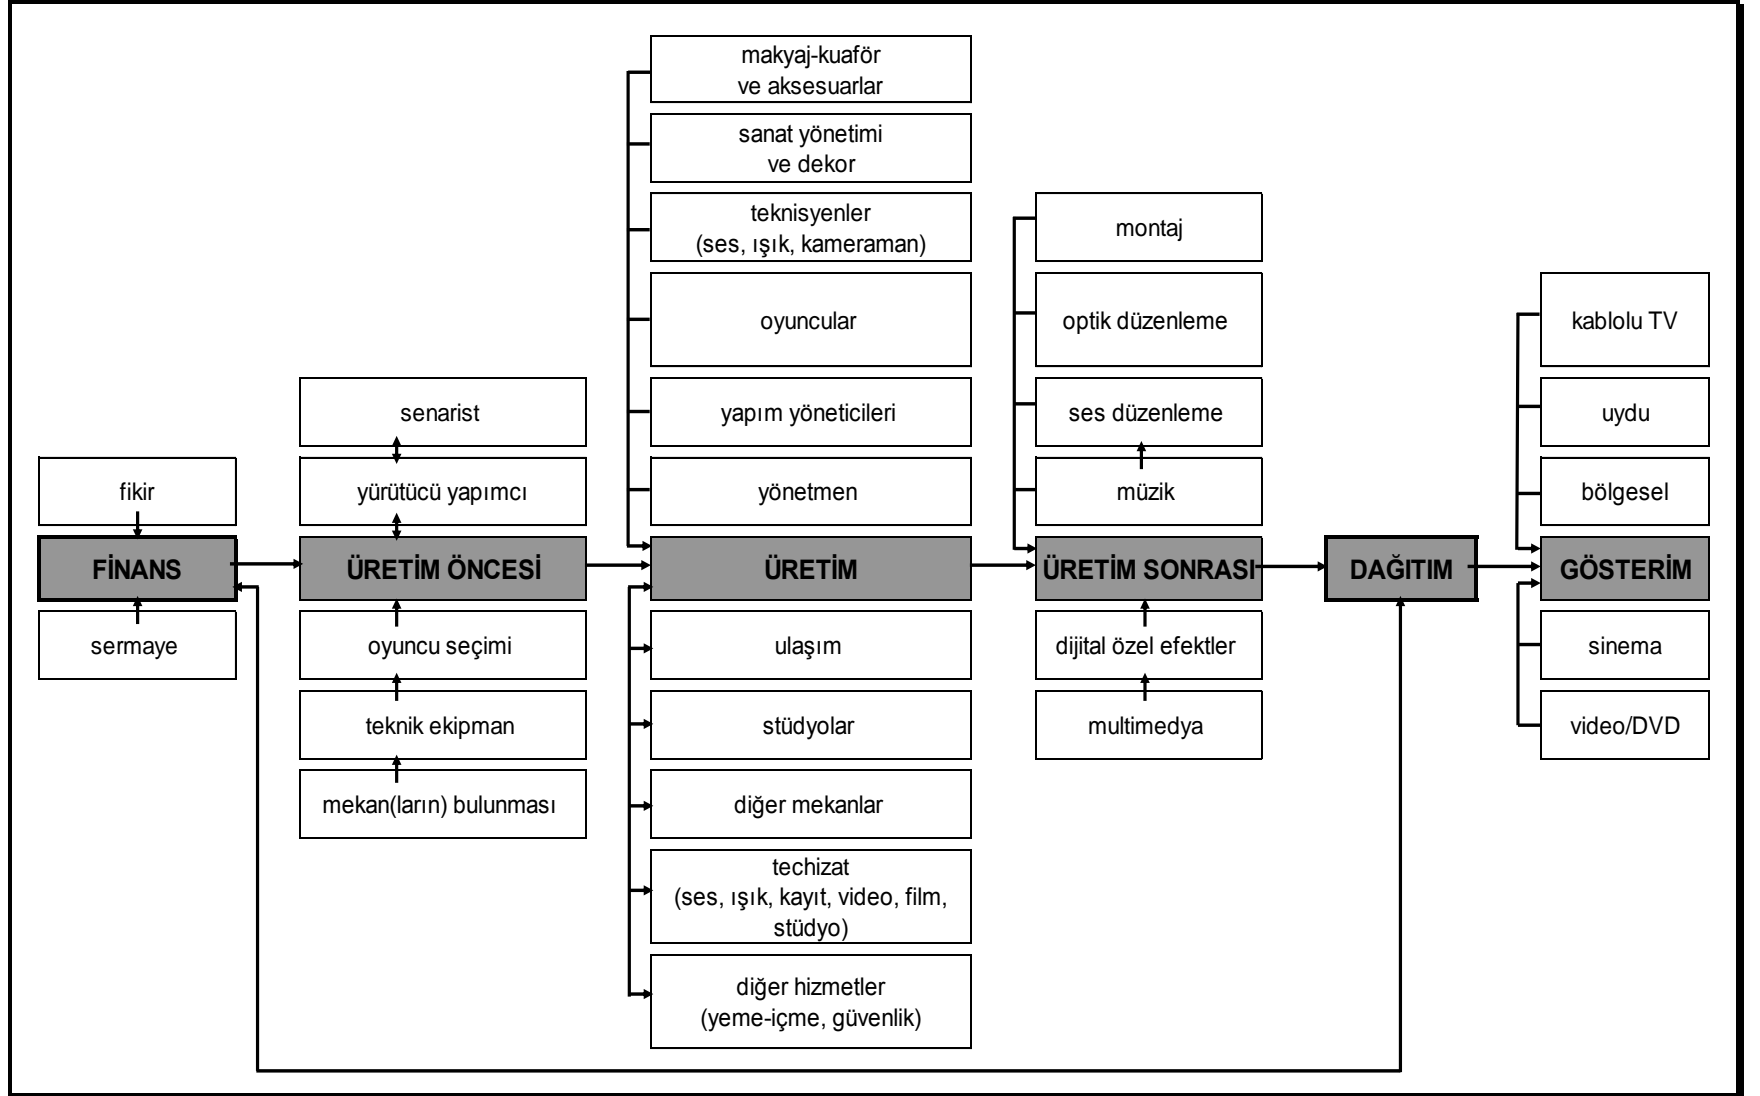 makyaj-kuaför
ve aksesuarlar
sanat yönetimi
ve dekor
teknisyenler
(ses, ışık, kameraman)
montaj
oyuncular
optik düzenleme
kablolu TV
senarist
yapım yöneticileri
ses düzenleme
uydu
fikir
yürütücü yapımcı
yönetmen
müzik
bölgesel
FİNANS
ÜRETİM ÖNCESİ
ÜRETİM
ÜRETİM SONRASI
DAĞITIM
GÖSTERİM
sermaye
oyuncu seçimi
ulaşım
dijital özel efektler
sinema
teknik ekipman
stüdyolar
multimedya
video/DVD
mekan(ların) bulunması
diğer mekanlar
techizat
(ses, ışık, kayıt, video, film,
stüdyo)
diğer hizmetler
(yeme-içme, güvenlik)